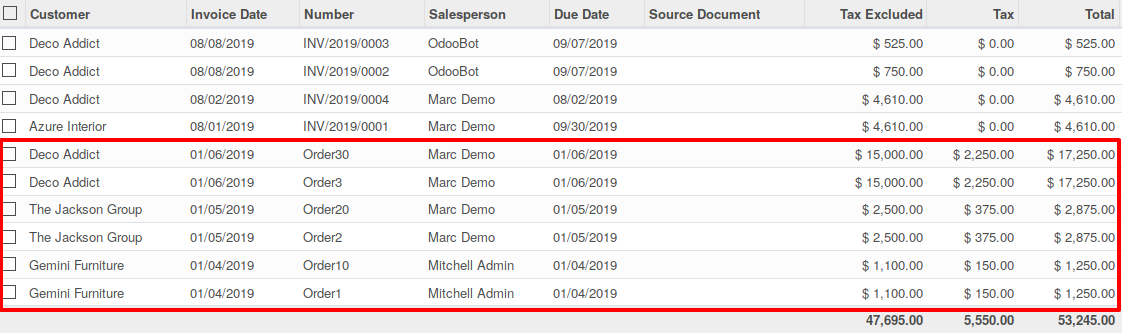 Customer Invoice Date Number Salesperson Due Date Source Document Tax Excluded Tax Total
Deco Addict 08/08/2019 INV/2019/0003 OdooBot 09/07/2019 $ 525.00 $ 0.00 $ 525.00
Deco Addict 08/08/2019 INV/2019/0002 OdooBot 09/07/2019 $ 750.00 $ 0.00 $ 750.00
Deco Addict 08/02/2019 INV/2019/0004 Marc Demo 08/02/2019 $ 4,610.00 $ 0.00 $ 4,610.00
Azure Interior 08/01/2019 INV/2019/0001 Marc Demo 09/30/2019 $ 4,610.00 $ 0.00 $ 4,610.00
Deco Addict 01/06/2019 Order30 Marc Demo 01/06/2019 $ 15,000.00 $ 2,250.00 $ 17,250.00
Deco Addict 01/06/2019 Order3 Marc Demo 01/06/2019 $ 15,000.00 $ 2,250.00 $ 17,250.00
The Jackson Group 01/05/2019 Order20 Marc Demo 01/05/2019 $ 2,500.00 $ 375.00 $ 2,875.00
The Jackson Group 01/05/2019 Order2 Marc Demo 01/05/2019 $ 2,500.00 $ 375.00 $ 2,875.00
Gemini Furniture 01/04/2019 Order10 Mitchell Admin 01/04/2019 $ 1,100.00 $ 150.00 $ 1,250.00
Gemini Furniture 01/04/2019 Order1 Mitchell Admin 01/04/2019 $ 1,100.00 $ 150.00 $ 1,250.00
47,695.00 5,550.00 53,245.00